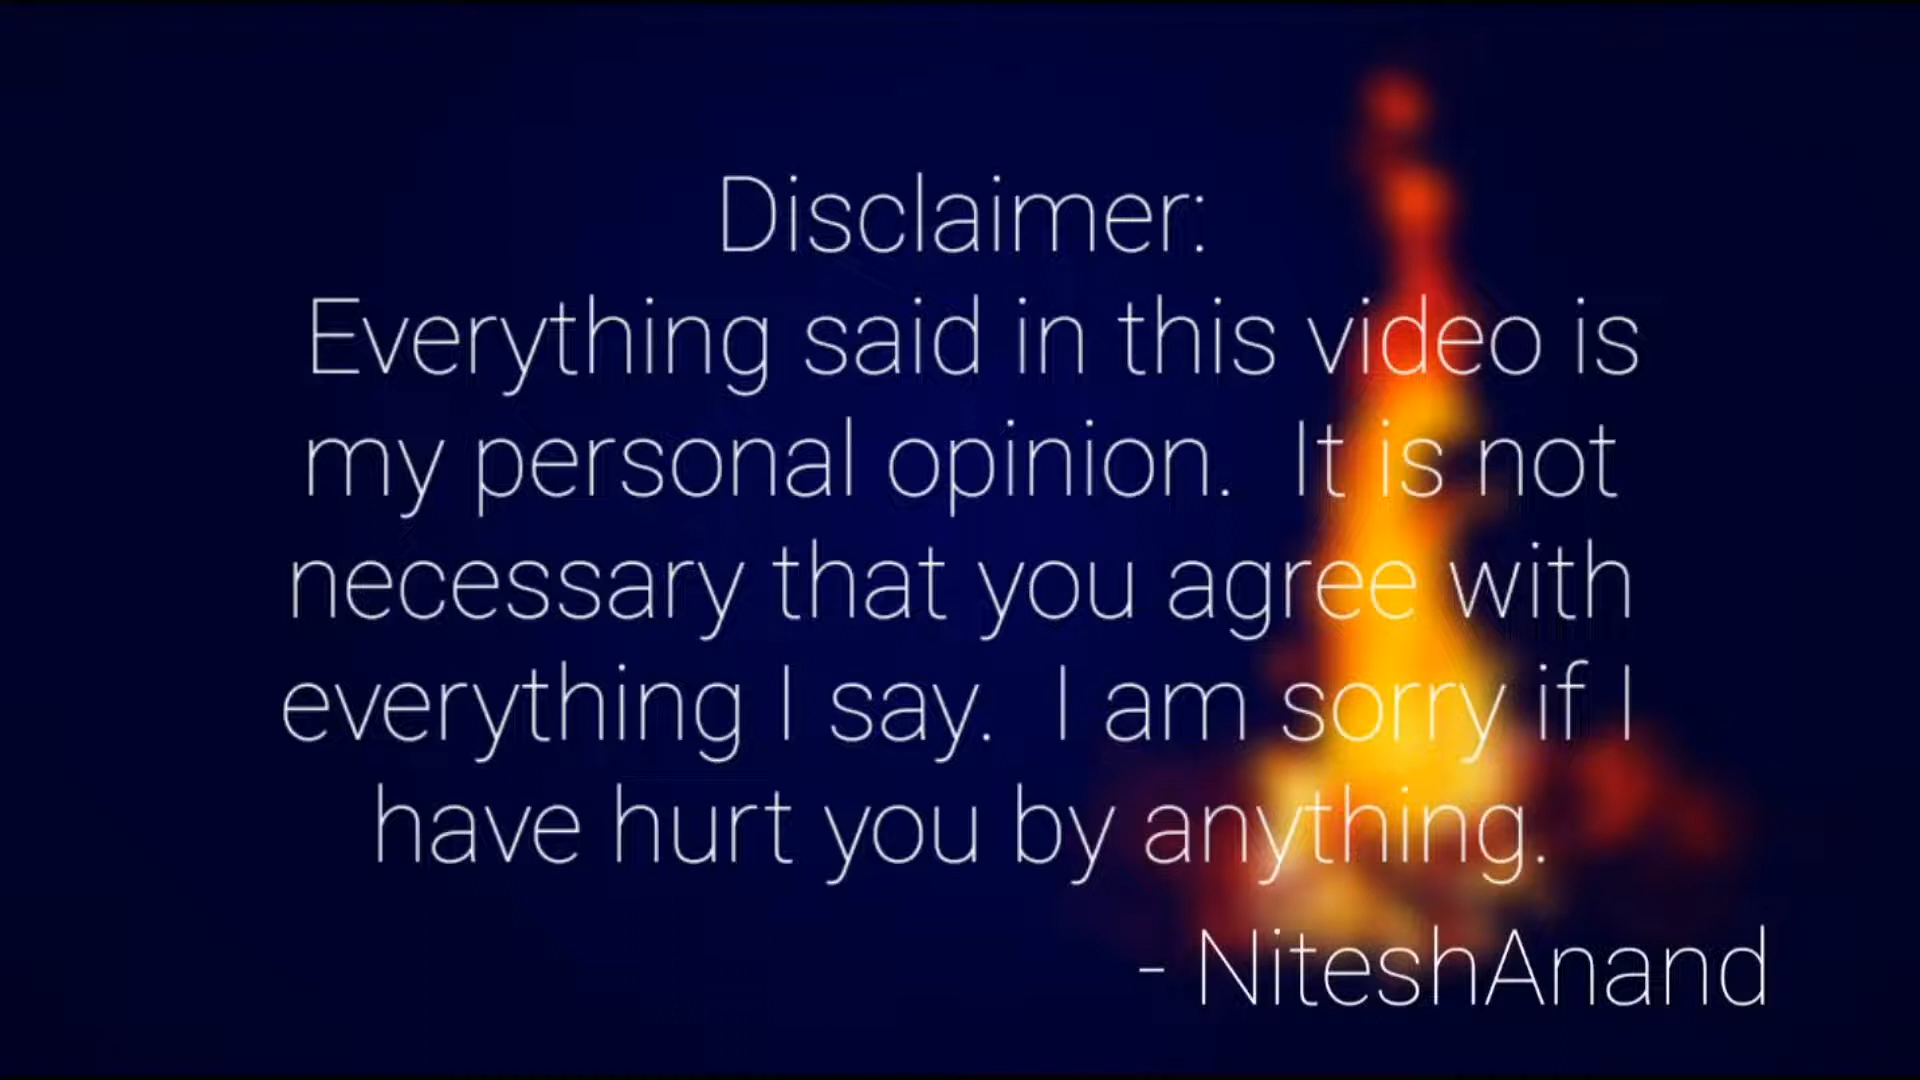 Disclaimer:
Everything said in this video is
my personal opinion.  It is not
necessary that you agree with
everything I say.  I am sorry if I
have hurt you by anything.
- NiteshAnand